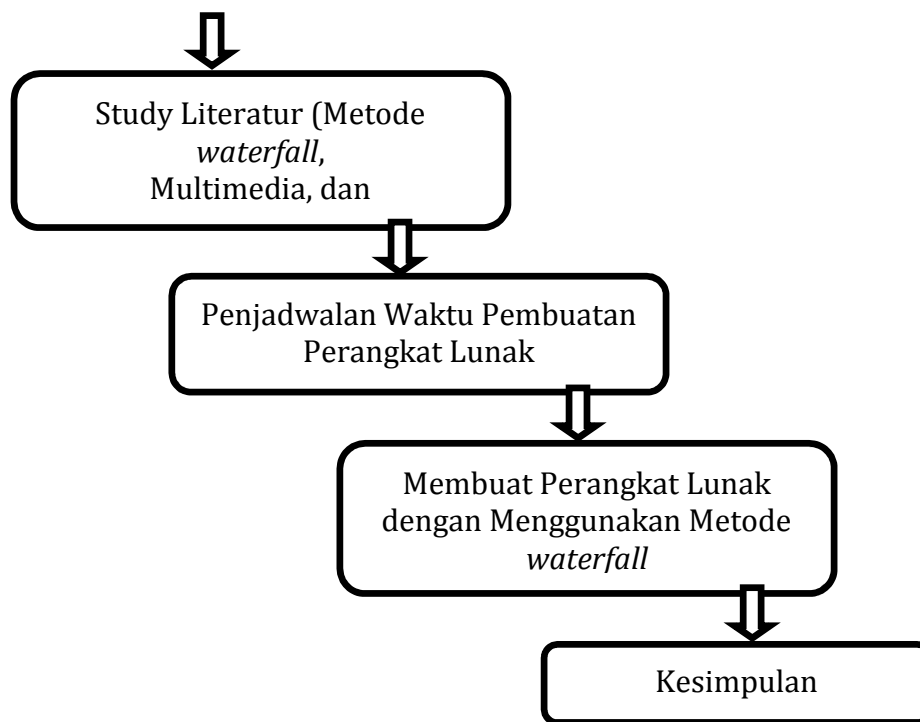 Study Literatur (Metode
waterfall,
Multimedia, dan
Penjadwalan Waktu Pembuatan
Perangkat Lunak
Membuat Perangkat Lunak
dengan Menggunakan Metode
waterfall
Kesimpulan